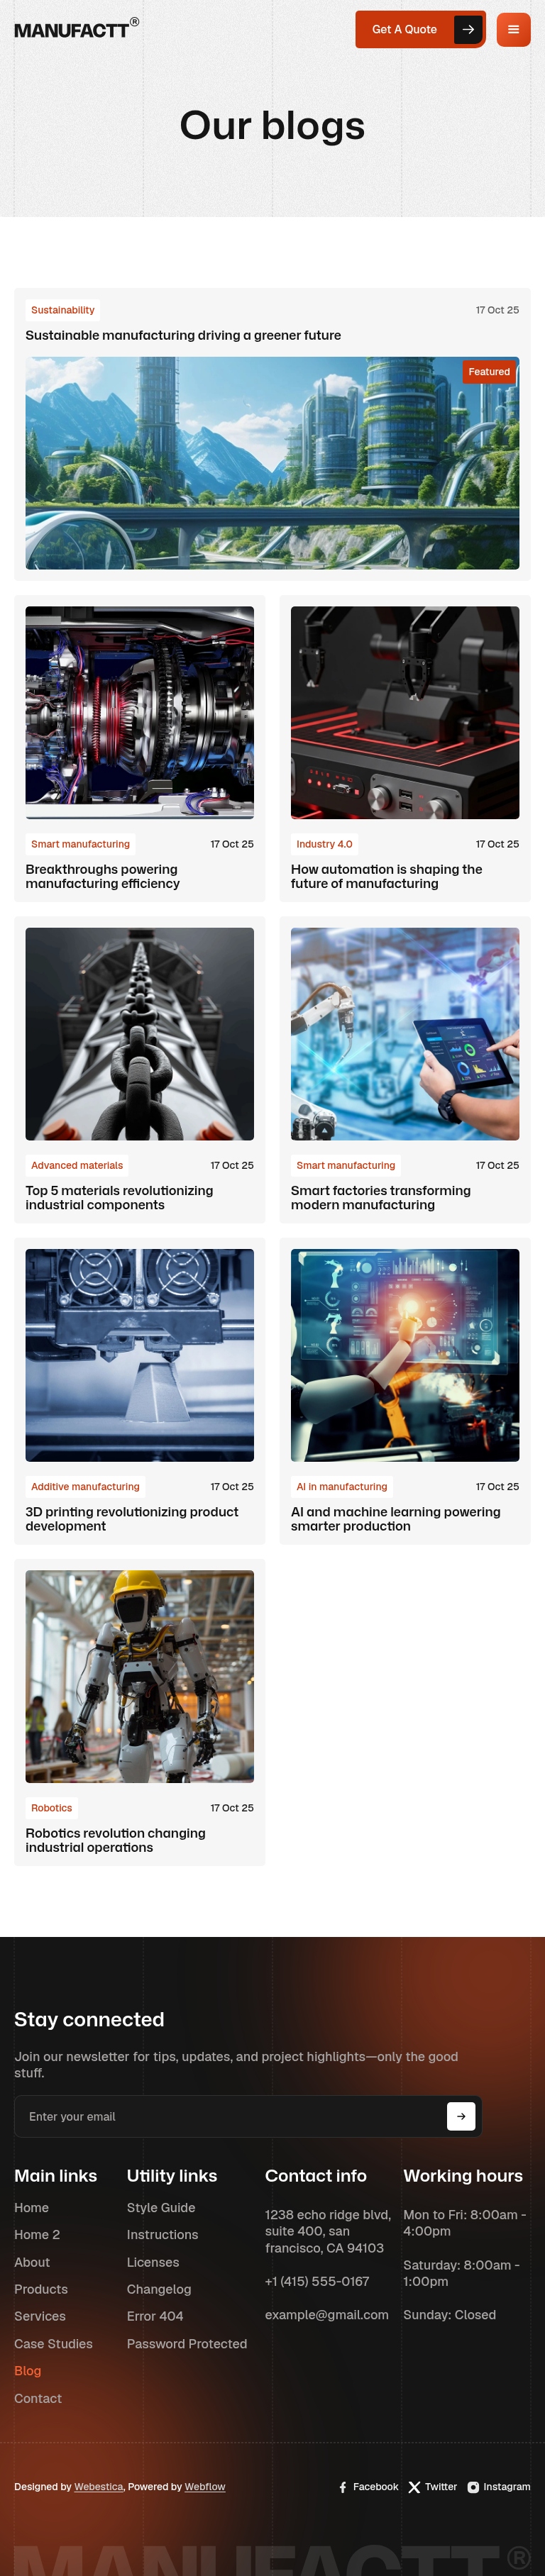 MANUFACTT®
Get A Quote
Our blogs
Sustainability
17 Oct 25
Sustainable manufacturing driving a greener future
Featured
Smart manufacturing
17 Oct 25
Breakthroughs powering
manufacturing efficiency
Industry 4.0
17 Oct 25
How automation is shaping the
future of manufacturing
Advanced materials
17 Oct 25
Top 5 materials revolutionizing
industrial components
Smart manufacturing
17 Oct 25
Smart factories transforming
modern manufacturing
Additive manufacturing
17 Oct 25
3D printing revolutionizing product
development
AI in manufacturing
17 Oct 25
AI and machine learning powering
smarter production
Robotics
17 Oct 25
Robotics revolution changing
industrial operations
Stay connected
Join our newsletter for tips, updates, and project highlights—only the good
stuff.
Enter your email
Main links
Home
Home 2
About
Products
Services
Case Studies
Blog
Contact
Utility links
Style Guide
Instructions
Licenses
Changelog
Error 404
Password Protected
Contact info
1238 echo ridge blvd,
suite 400, san
francisco, CA 94103
+1 (415) 555-0167
example@gmail.com
Working hours
Mon to Fri: 8:00am -
4:00pm
Saturday: 8:00am -
1:00pm
Sunday: Closed
Designed by Webestica, Powered by Webflow
Facebook
Twitter
Instagram
MANUFACTT®